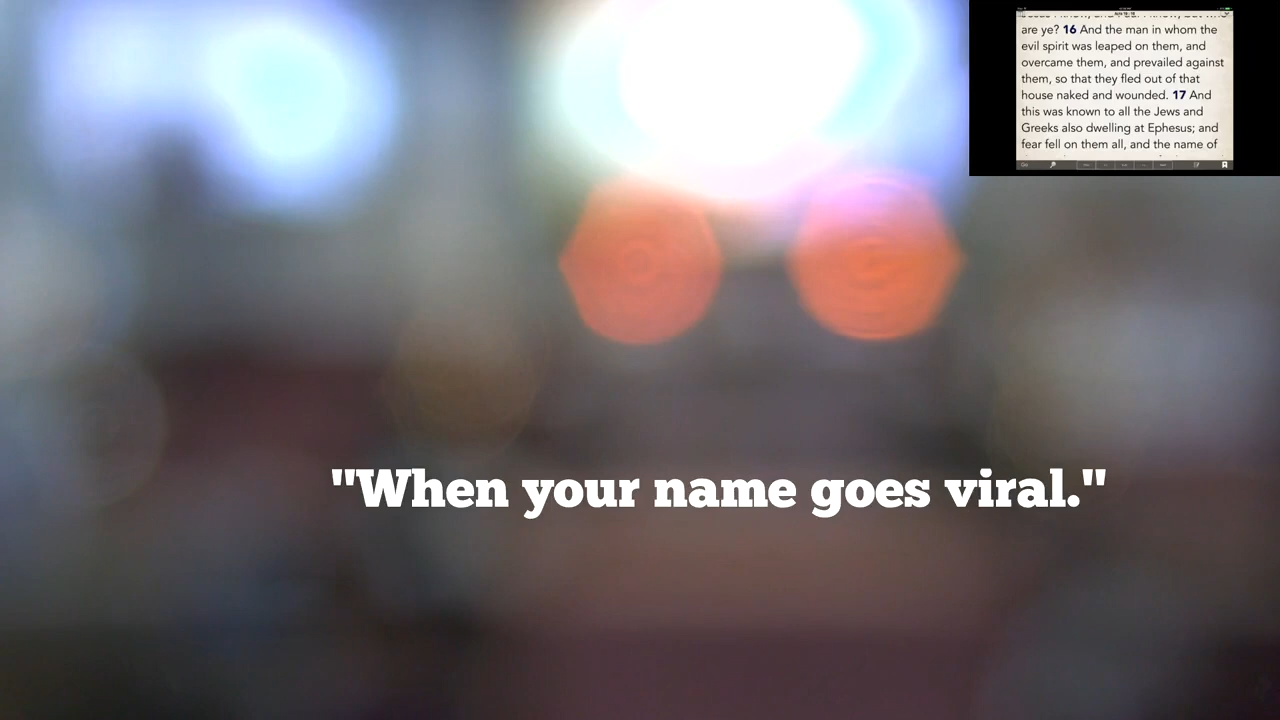 are ye? 16 And the man in whom the
evil spirit was leaped on them, and
overcame them, and prevailed against
them, so that they fled out of that
house naked and wounded. 17 And
this was known to all the Jews and
Greeks also dwelling at Ephesus; and
fear fell on them all, and the name of
"When your name goes viral."